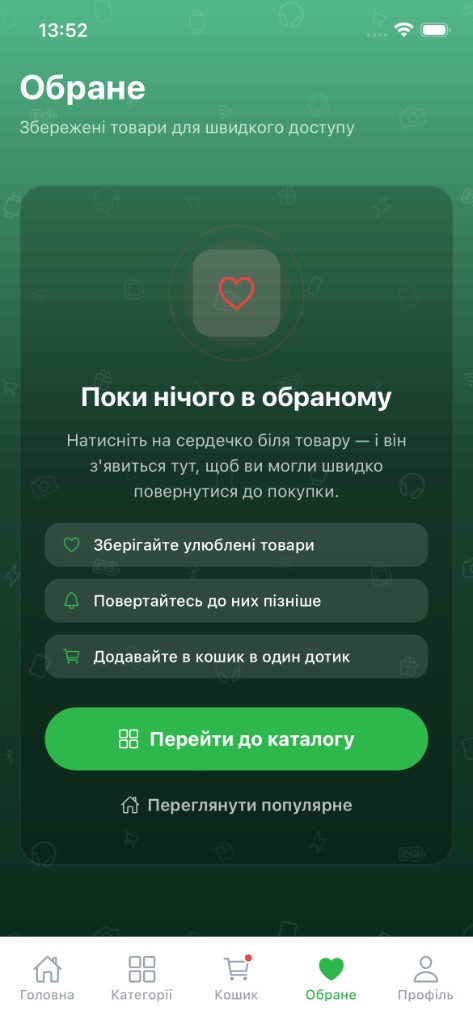 13:52
Обране
Збережені товари для швидкого доступу
Поки нічого в обраному
Натисніть на сердечко біля товару — і він
з'явиться тут, щоб ви могли швидко
повернутися до покупки.
Зберігайте улюблені товари
Повертайтесь до них пізніше
Додавайте в кошик в один дотик
Перейти до каталогу
Переглянути популярне
Головна Категорії Кошик Обране Профіль